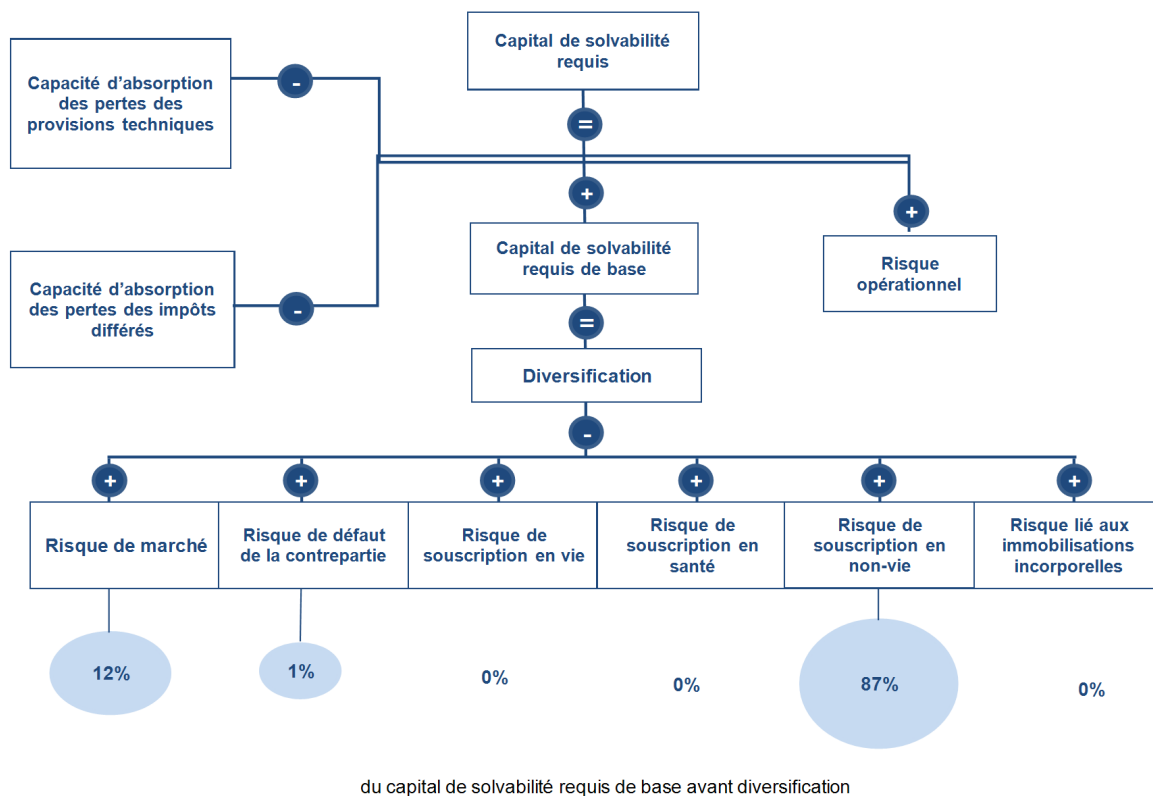 Capital de solvabilité
requis
Capacité d'absorption
des pertes des
provisions techniques
-
=
+
+
Capital de solvabilité
requis de base
Risque
opérationnel
Capacité d'absorption
des pertes des impôts
différés
-
=
Diversification
-
+
+
+
+
+
+
Risque de marché
Risque de défaut
de la contrepartie
Risque de
souscription en vie
Risque de
souscription en
santé
Risque de
souscription en
non-vie
Risque lié aux
immobilisations
incorporelles
12%
1%
0%
0%
87%
0%
du capital de solvabilité requis de base avant diversification